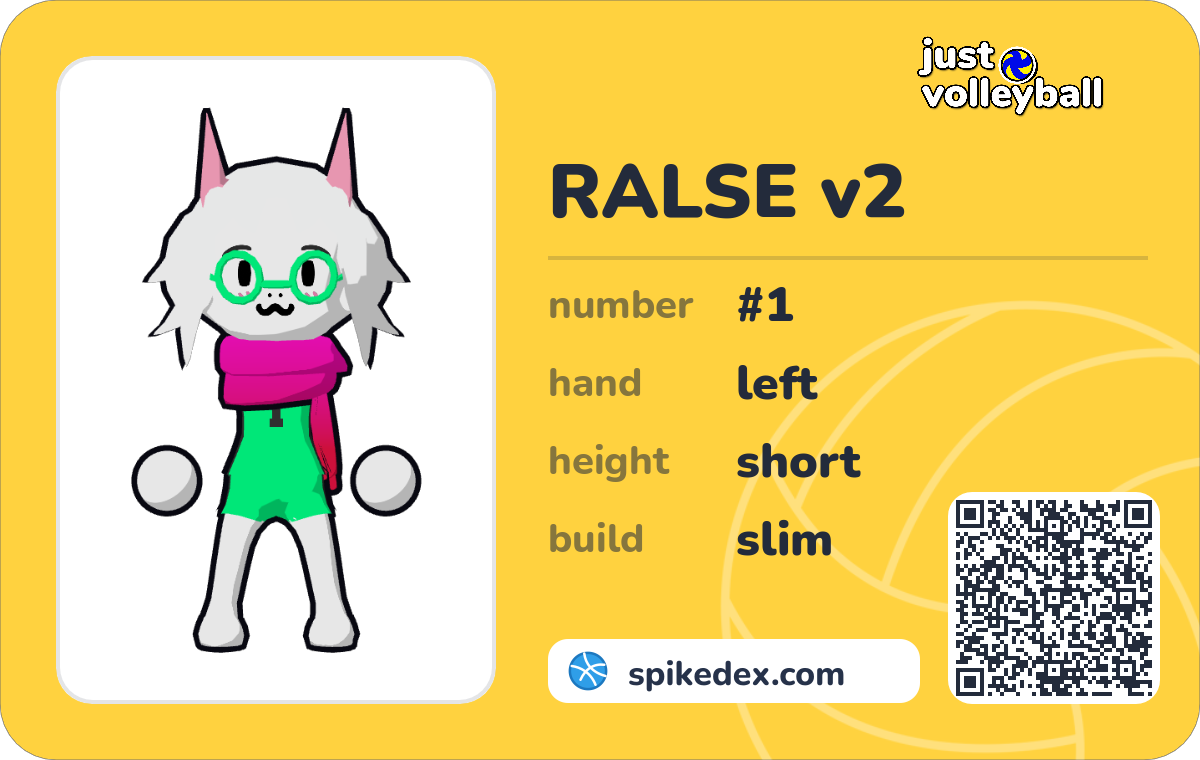 just
volleyball
RALSE v2
number #1
hand left
height short
build slim
spikedex.com